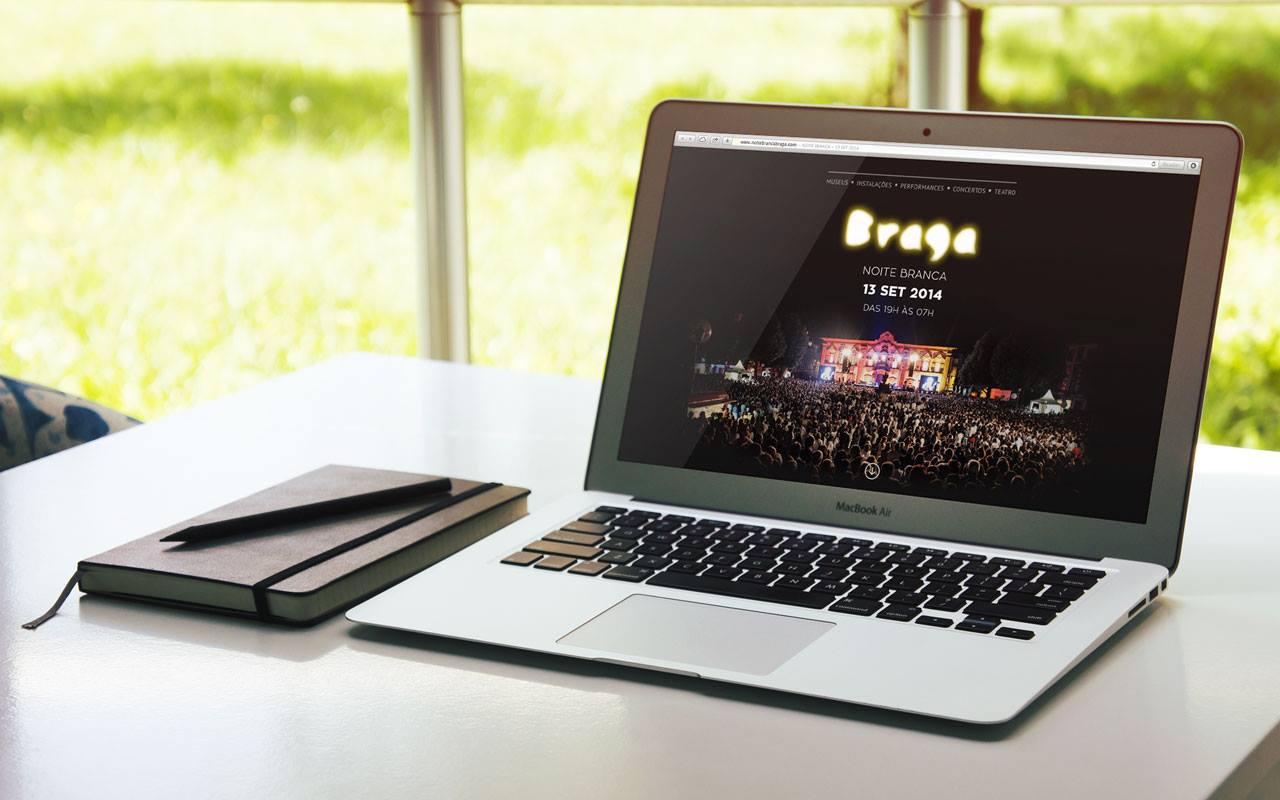 www.noitebrancabraga.com – NOITE BRANCA • 13 SET 2014
MUSEUS • INSTALAÇÕES • PERFORMANCES • CONCERTOS • TEATRO
Braga
NOITE BRANCA
13 SET 2014
DAS 19H ÀS 07H
MacBook Air